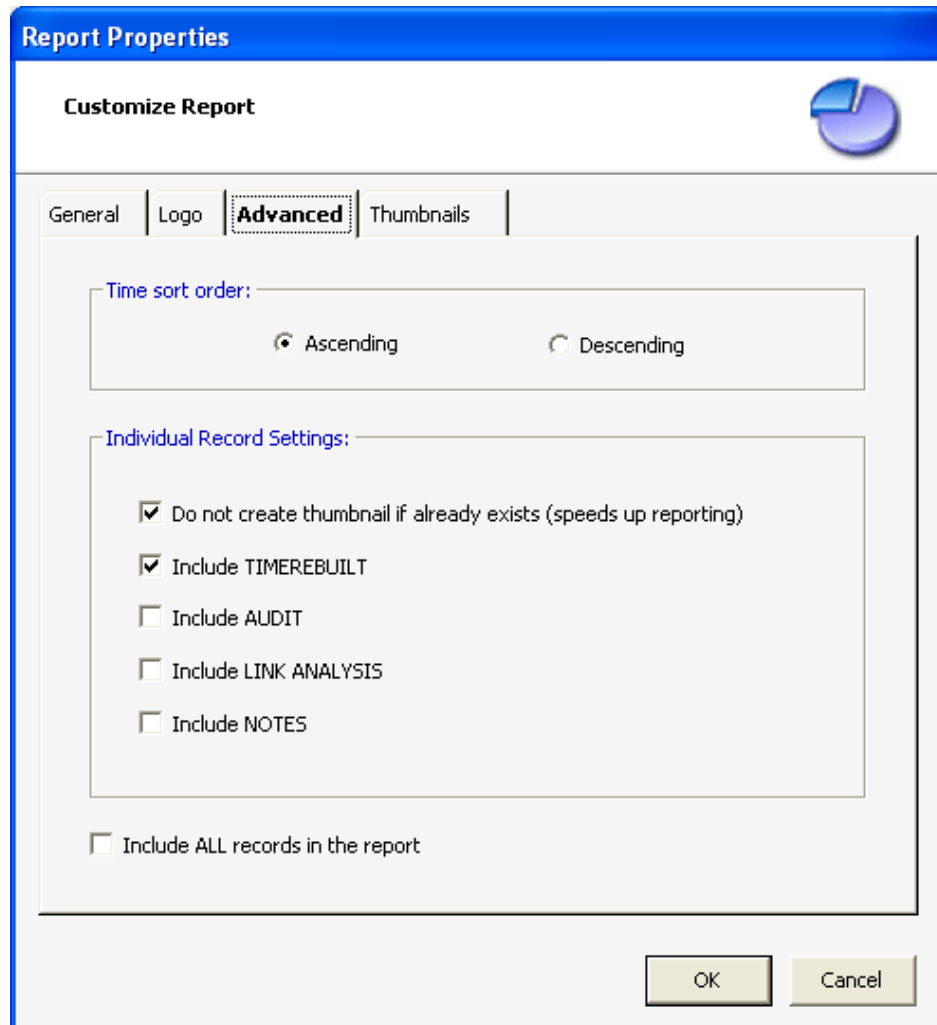 Report Properties
Customize Report
General Logo Advanced Thumbnails
Time sort order:
Ascending Descending
Individual Record Settings:
Do not create thumbnail if already exists (speeds up reporting)
Include TIMEREBUILT
Include AUDIT
Include LINK ANALYSIS
Include NOTES
Include ALL records in the report
OK Cancel